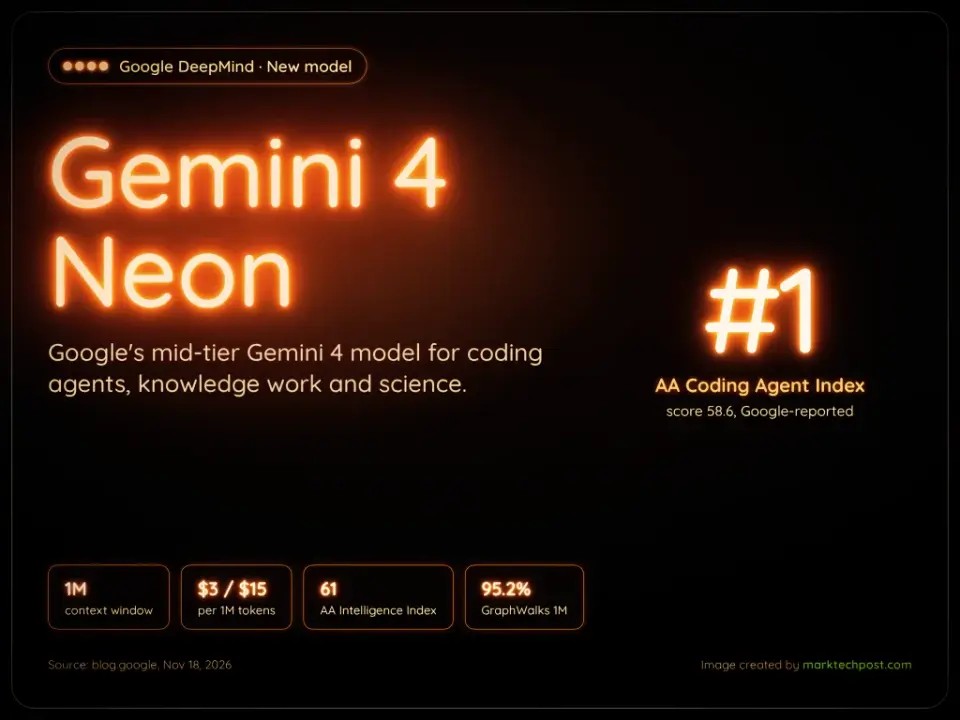 Google DeepMind · New model
Gemini 4
Neon
Google's mid-tier Gemini 4 model for coding
agents, knowledge work and science.
#1
AA Coding Agent Index
score 58.6, Google-reported
1M
context window
$3 / $15
per 1M tokens
61
AA Intelligence Index
95.2%
GraphWalks 1M
Source: blog.google, Nov 18, 2026
Image created by marktechpost.com